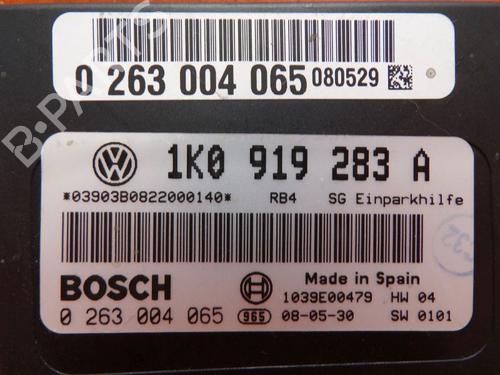 0 263 004 065 080529
B-PARTS
1K0 919 283 A
*03903B0822000140* RB4 SG Einparkhilfe
BOSCH
Made in Spain
1039E00479 HW 04
0 263 004 065 965 08-05-30 SW 0101